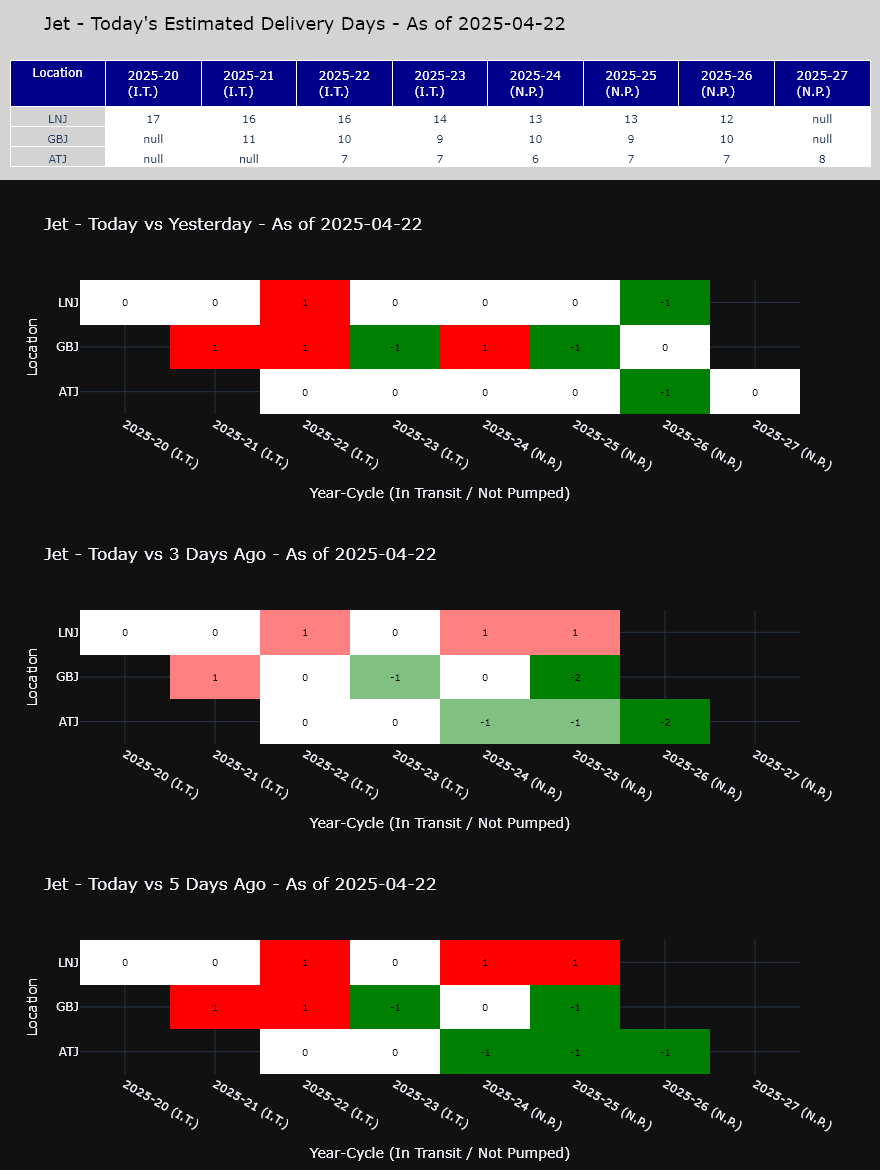 Jet - Today's Estimated Delivery Days - As of 2025-04-22
Location 2025-20 (I.T.) 2025-21 (I.T.) 2025-22 (I.T.) 2025-23 (I.T.) 2025-24 (N.P.) 2025-25 (N.P.) 2025-26 (N.P.) 2025-27 (N.P.)
LNJ 17 16 16 14 13 13 12 null
GBJ null 11 10 9 10 9 10 null
ATJ null null 7 7 6 7 7 8
Jet - Today vs Yesterday - As of 2025-04-22
Location
LNJ 0 0 1 0 0 0 -1
GBJ 1 1 -1 1 -1 0
ATJ 0 0 0 0 -1 0
2025-20 (I.T.) 2025-21 (I.T.) 2025-22 (I.T.) 2025-23 (I.T.) 2025-24 (N.P.) 2025-25 (N.P.) 2025-26 (N.P.) 2025-27 (N.P.)
Year-Cycle (In Transit / Not Pumped)
Jet - Today vs 3 Days Ago - As of 2025-04-22
Location
LNJ 0 0 1 0 1 1
GBJ 1 0 -1 0 -2
ATJ 0 0 -1 -1 -2
2025-20 (I.T.) 2025-21 (I.T.) 2025-22 (I.T.) 2025-23 (I.T.) 2025-24 (N.P.) 2025-25 (N.P.) 2025-26 (N.P.) 2025-27 (N.P.)
Year-Cycle (In Transit / Not Pumped)
Jet - Today vs 5 Days Ago - As of 2025-04-22
Location
LNJ 0 0 1 0 1 1
GBJ 1 1 -1 0 -1
ATJ 0 0 -1 -1 -1
2025-20 (I.T.) 2025-21 (I.T.) 2025-22 (I.T.) 2025-23 (I.T.) 2025-24 (N.P.) 2025-25 (N.P.) 2025-26 (N.P.) 2025-27 (N.P.)
Year-Cycle (In Transit / Not Pumped)